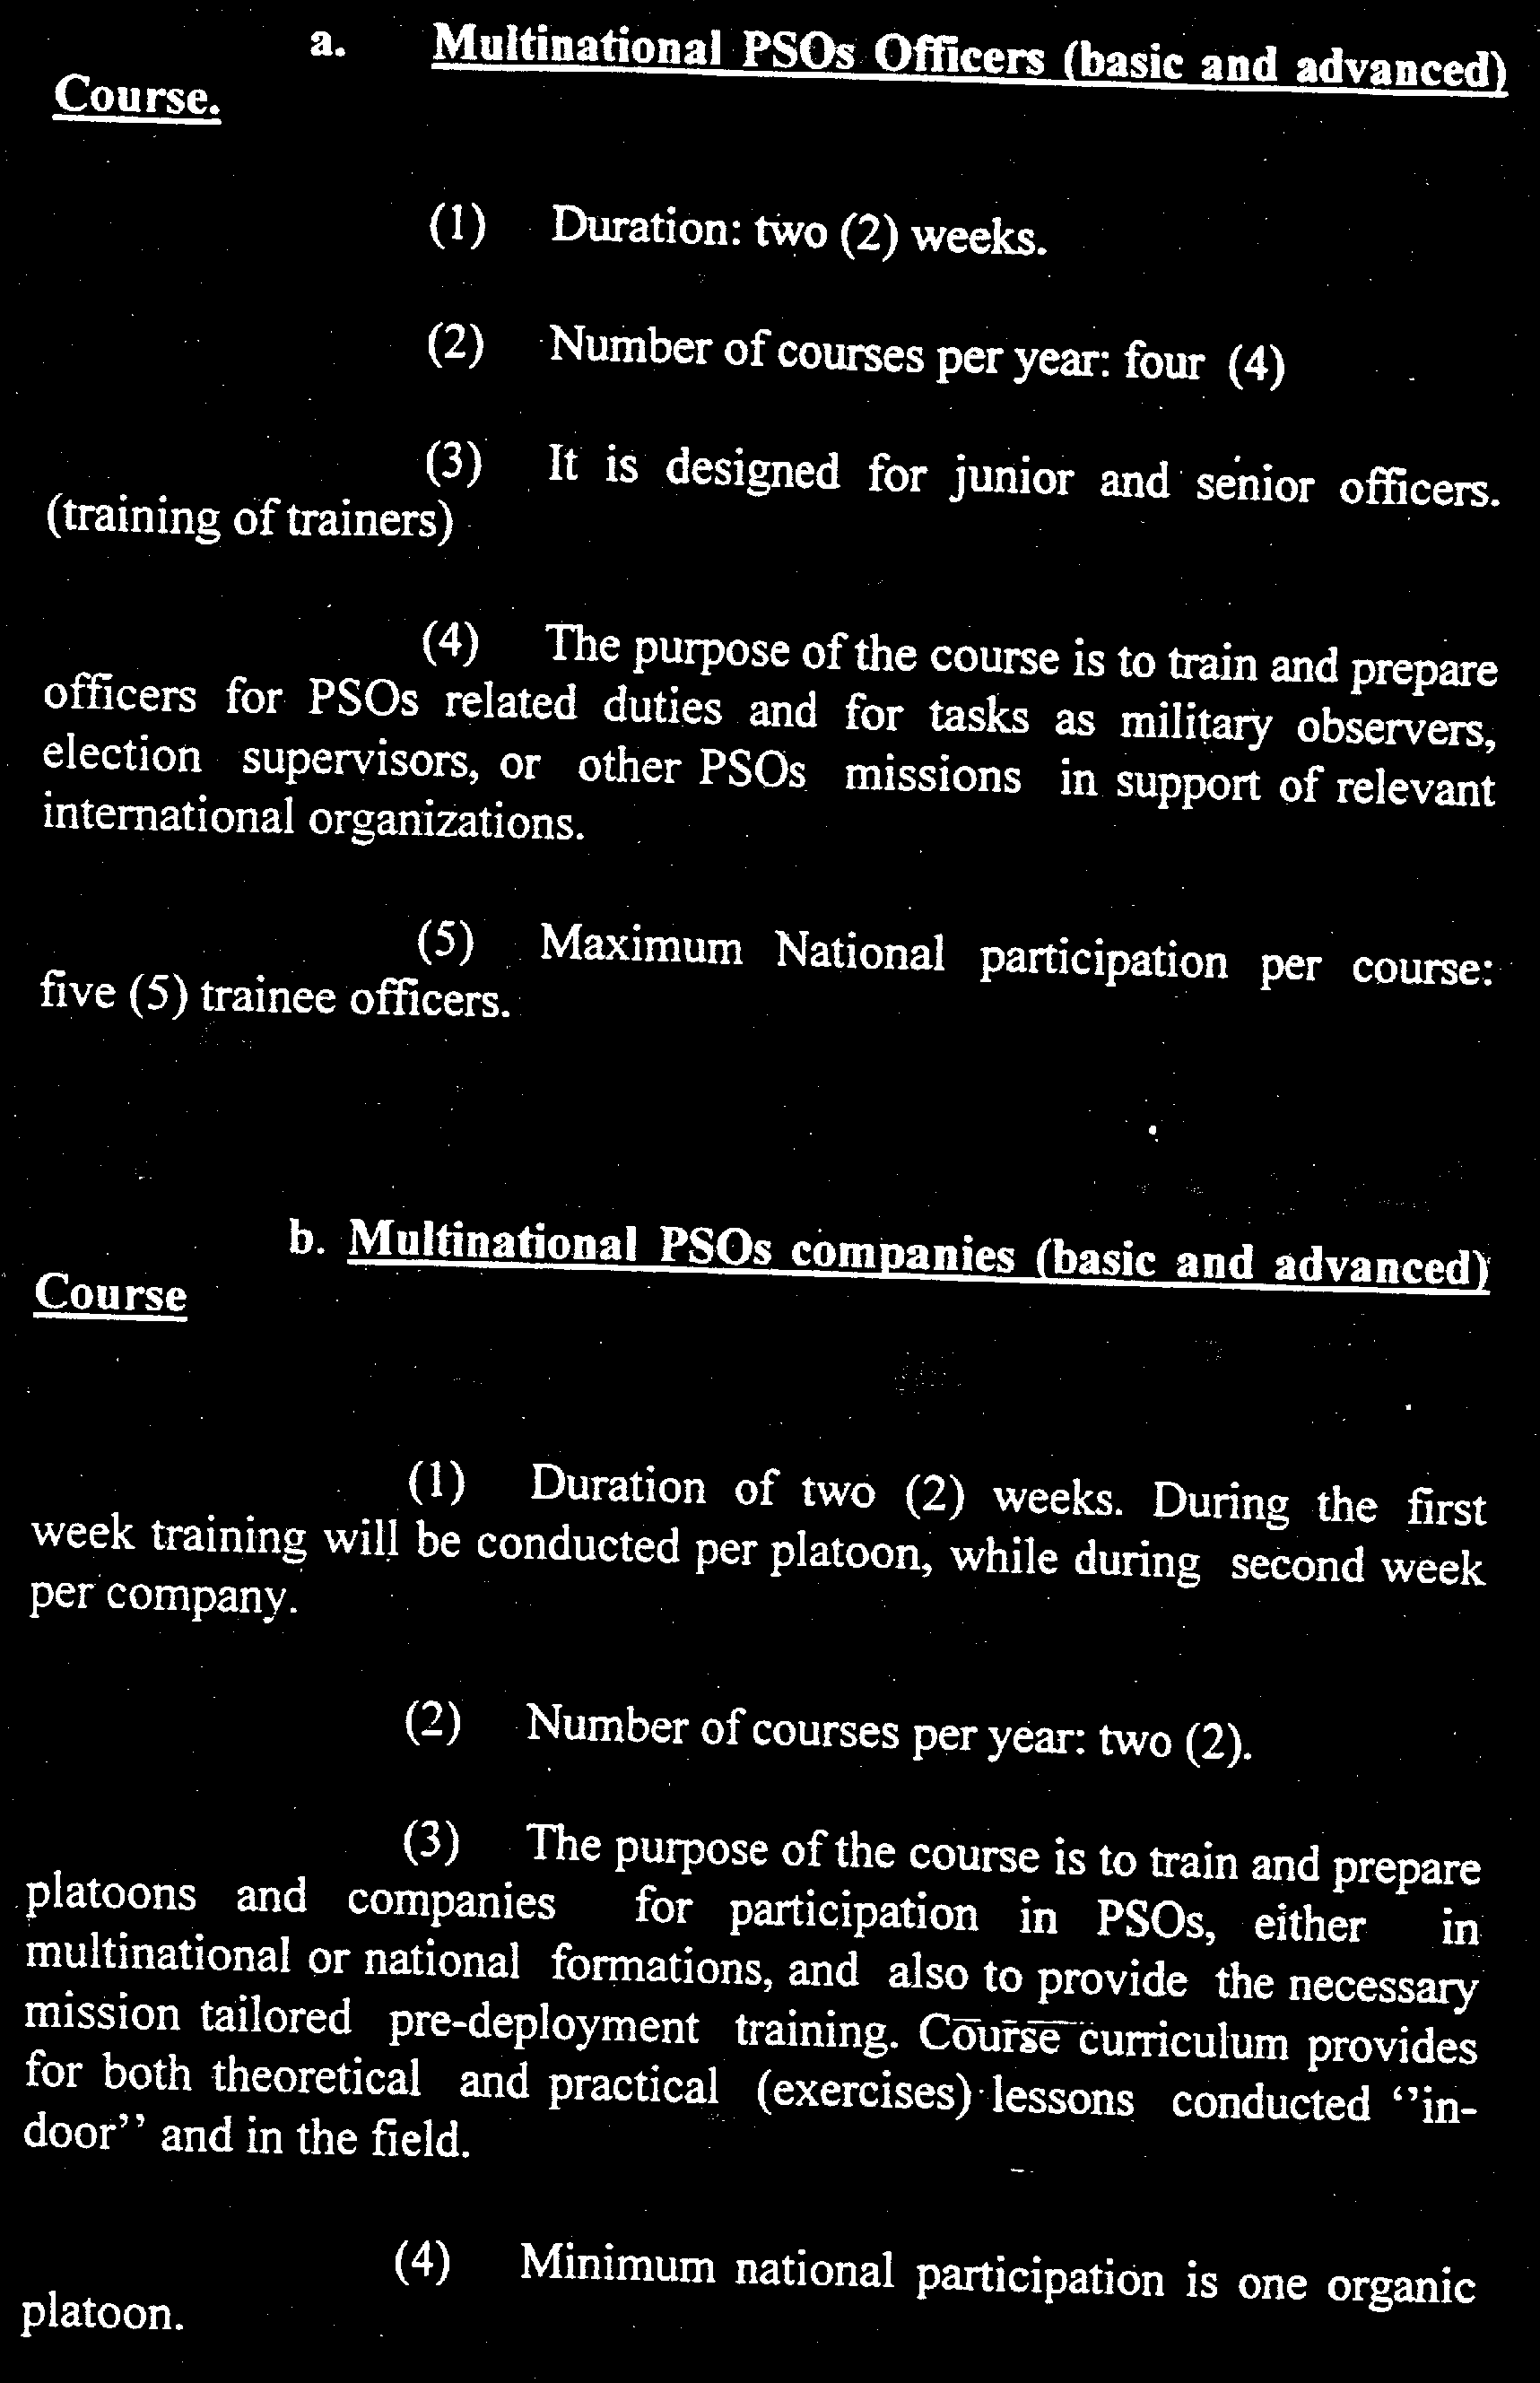 a. Multinational PSOs Officers (basic and advanced)
Course.
(1) Duration: two (2) weeks.
(2) Number of courses per year: four (4)
(3) It is designed for junior and senior officers.
(training of trainers)
(4) The purpose of the course is to train and prepare
officers for PSOs related duties and for tasks as military observers,
election supervisors, or other PSOs missions in support of relevant
international organizations.
(5) Maximum National participation per course:
five (5) trainee officers.
b. Multinational PSOs companies (basic and advanced)
Course
(1) Duration of two (2) weeks. During the first
week training will be conducted per platoon, while during second week
per company.
(2) Number of courses per year: two (2).
(3) The purpose of the course is to train and prepare
platoons and companies for participation in PSOs, either in
multinational or national formations, and also to provide the necessary
mission tailored pre-deployment training. Course curriculum provides
for both theoretical and practical (exercises) lessons conducted ‘’in-
door’’ and in the field.
(4) Minimum national participation is one organic
platoon.